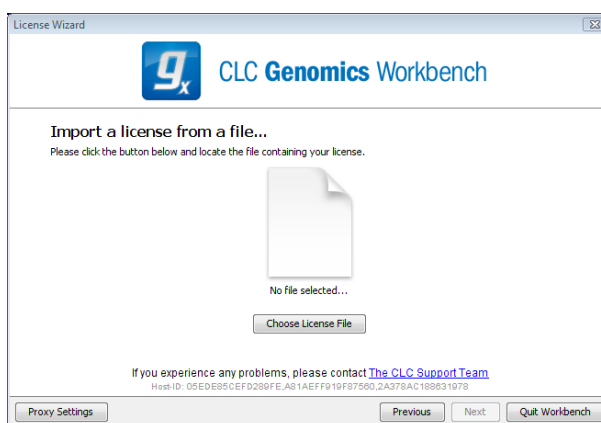 License Wizard
gx
CLC Genomics Workbench
Import a license from a file...
Please click the button below and locate the file containing your license.
No file selected...
Choose License File
If you experience any problems, please contact The CLC Support Team
Host-ID: 05EDE85CEFD289FE,A81AEFF919F87560,2A378AC188631978
Proxy Settings
Previous
Next
Quit Workbench